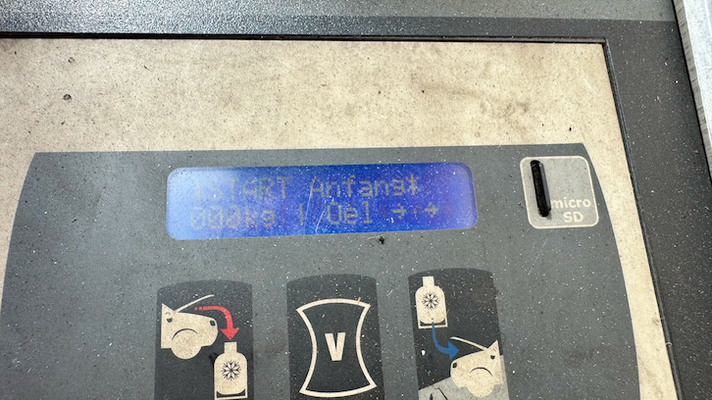 START Anfang
000kg | Oel → →
micro
SD
V